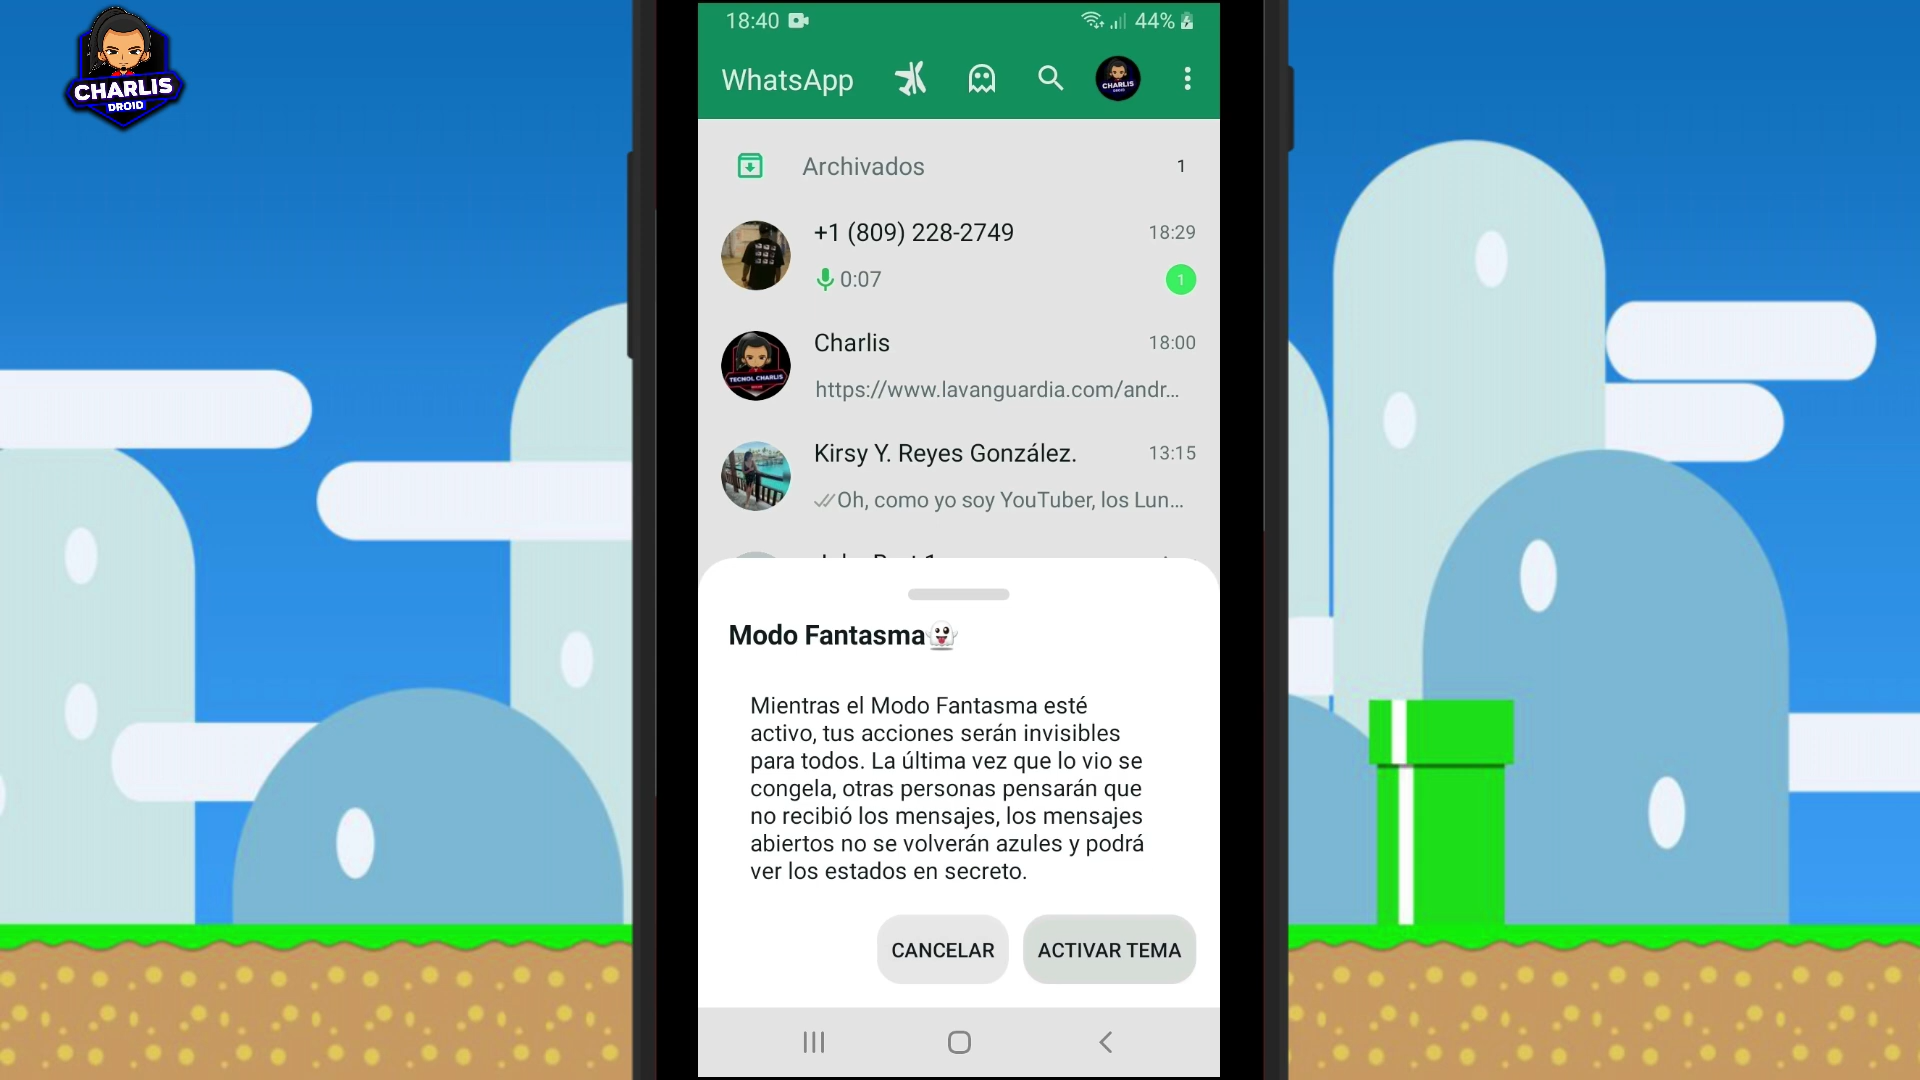 CHARLIS
DROID
18:40
44%
WhatsApp
CHARLIS
Archivados
1
+1 (809) 228-2749
18:29
0:07
1
Charlis
18:00
TECNOL CHARLIS
https://www.lavanguardia.com/andr...
Kirsy Y. Reyes González.
13:15
Oh, como yo soy YouTuber, los Lun...
Modo Fantasma👻
Mientras el Modo Fantasma esté
activo, tus acciones serán invisibles
para todos. La última vez que lo vio se
congela, otras personas pensarán que
no recibió los mensajes, los mensajes
abiertos no se volverán azules y podrá
ver los estados en secreto.
CANCELAR
ACTIVAR TEMA